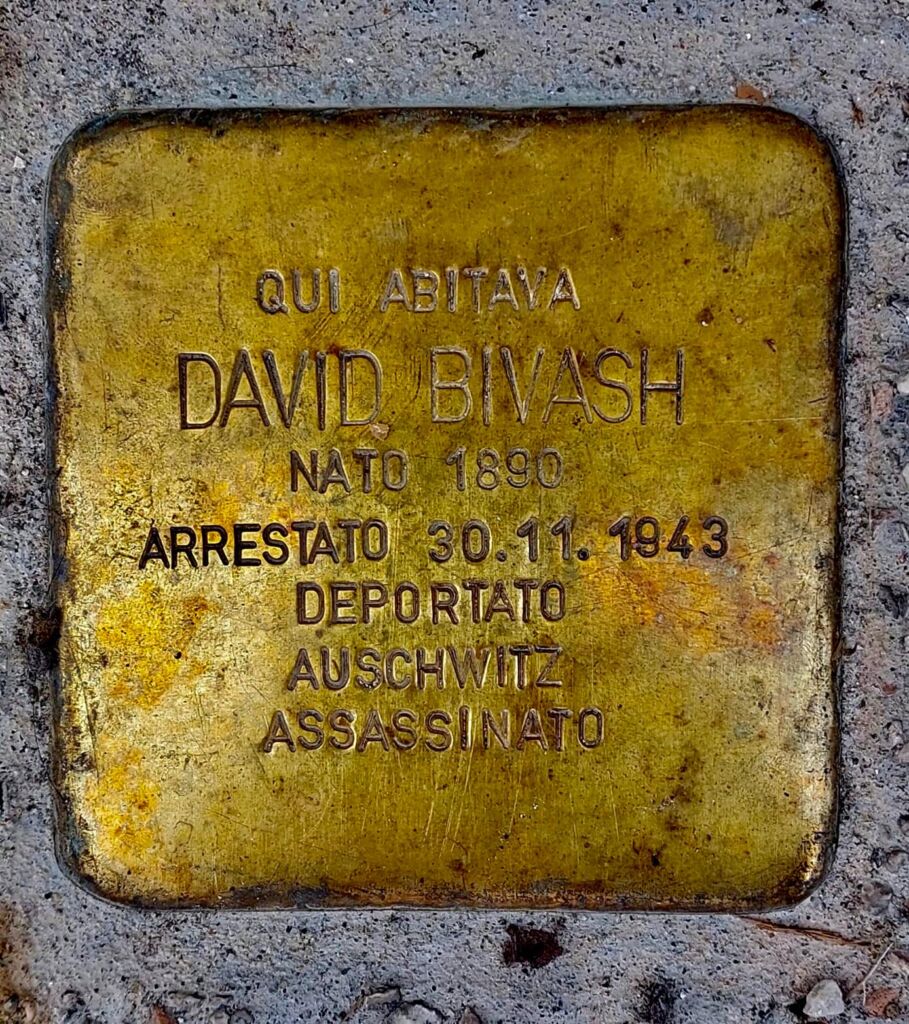 QUI ABITAVA
DAVID BIVASH
NATO 1890
ARRESTATO 30.11.1943
DEPORTATO
AUSCHWITZ
ASSASSINATO